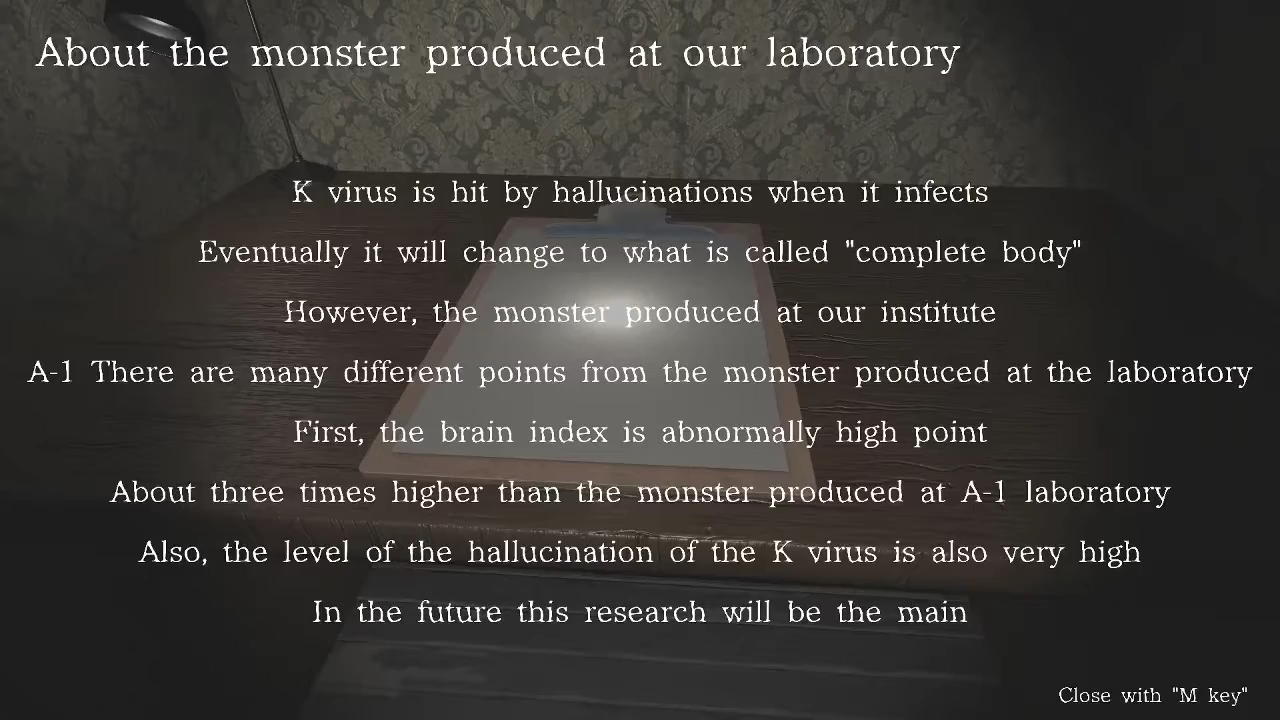 About the monster produced at our laboratory
K virus is hit by hallucinations when it infects
Eventually it will change to what is called "complete body"
However, the monster produced at our institute
A-1 There are many different points from the monster produced at the laboratory
First, the brain index is abnormally high point
About three times higher than the monster produced at A-1 laboratory
Also, the level of the hallucination of the K virus is also very high
In the future this research will be the main
Close with "M key"